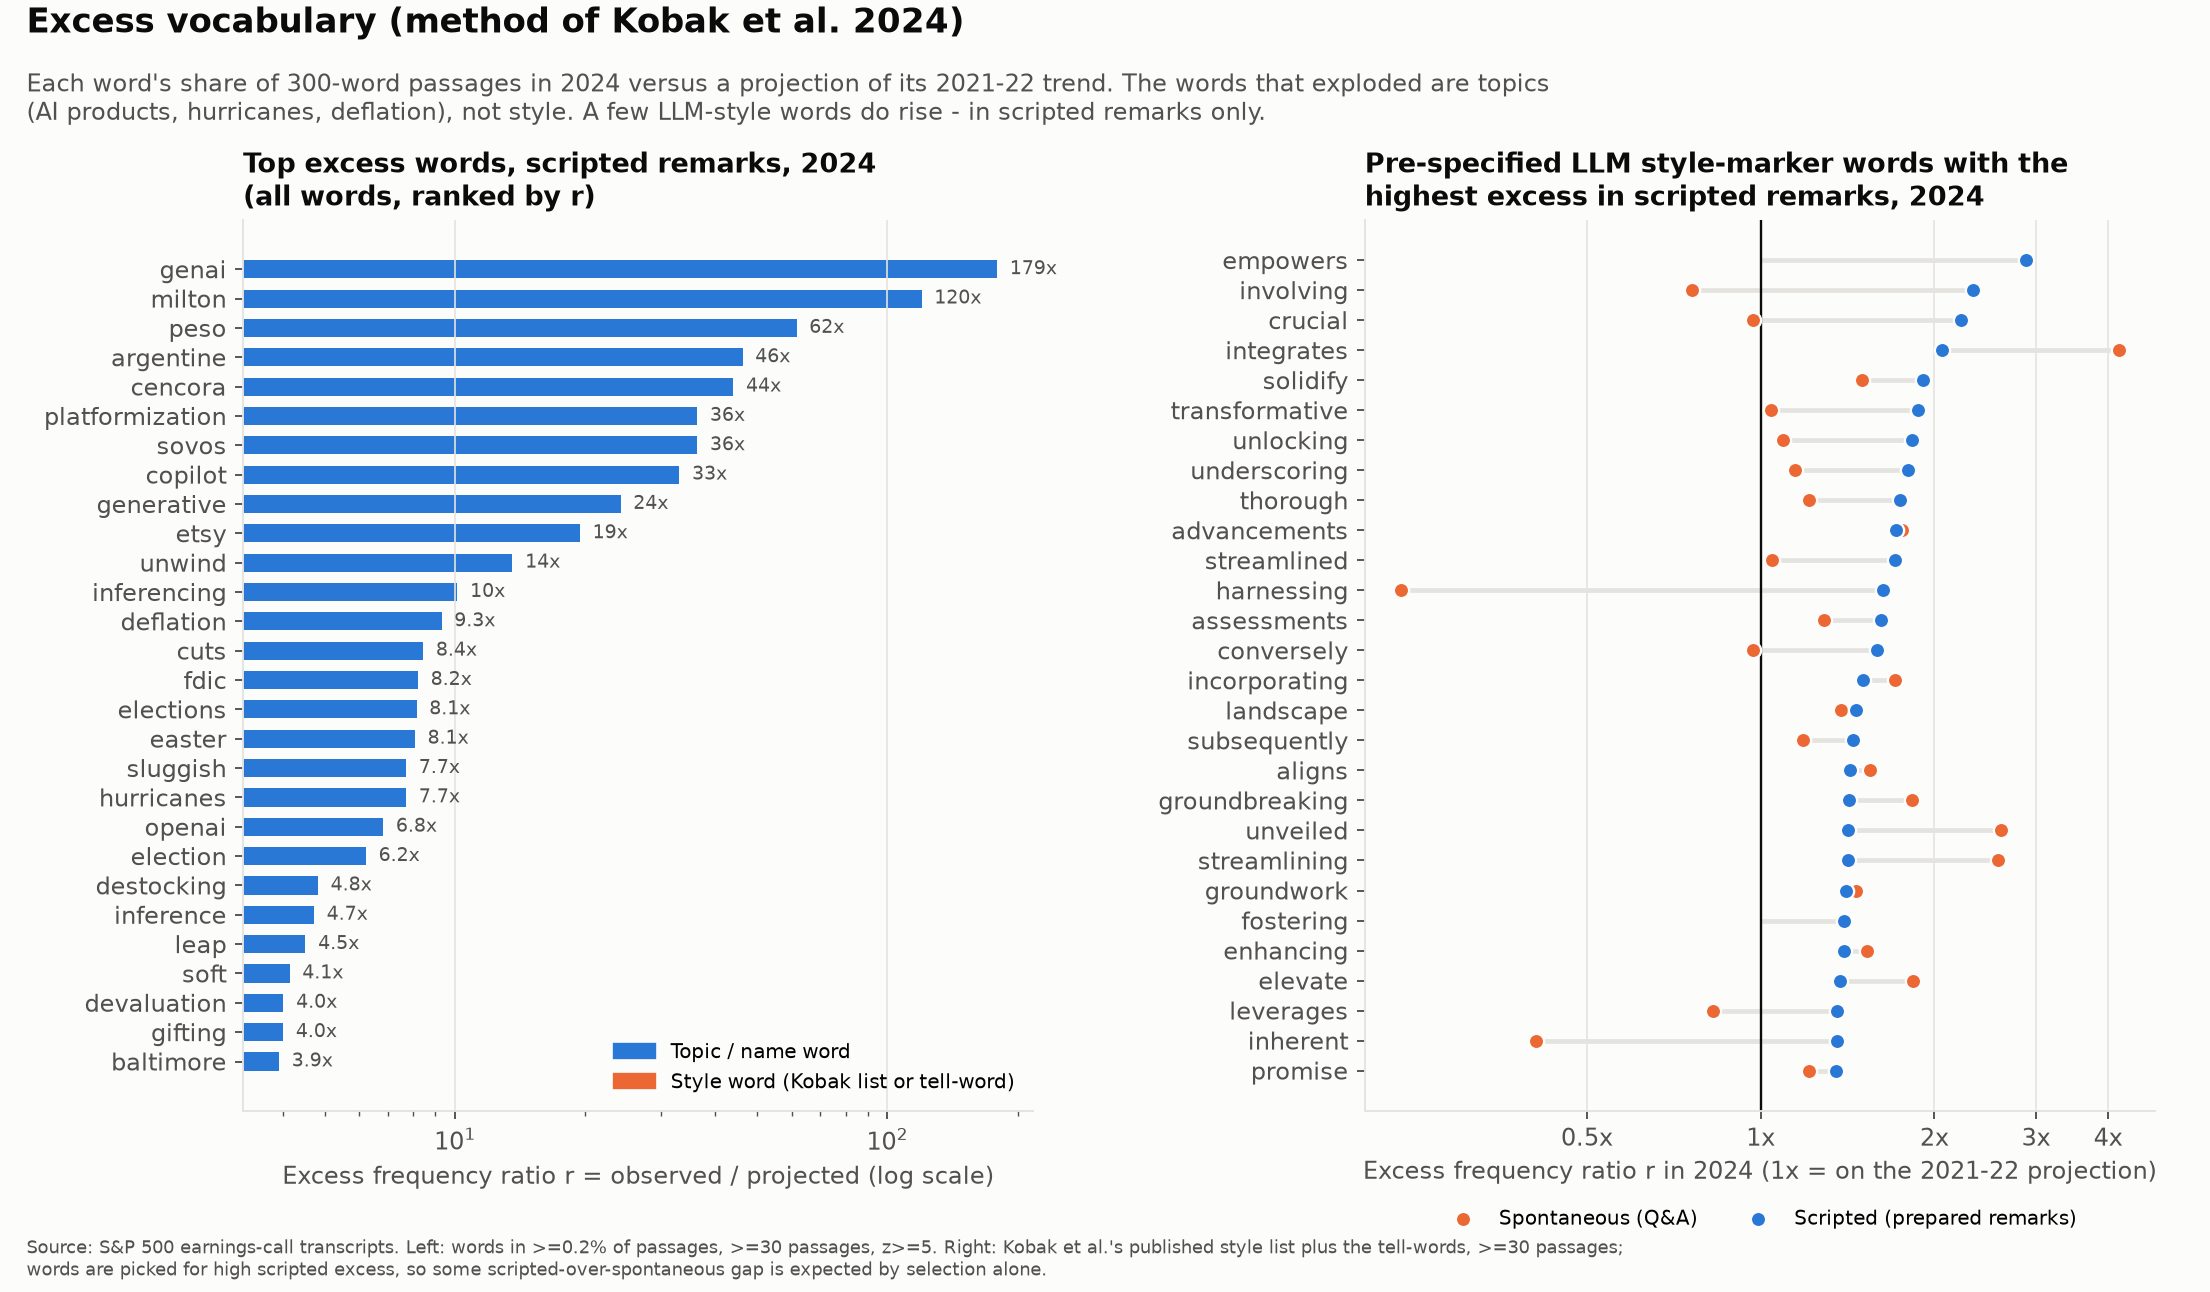 Excess vocabulary (method of Kobak et al. 2024)
Each word's share of 300-word passages in 2024 versus a projection of its 2021-22 trend. The words that exploded are topics
(AI products, hurricanes, deflation), not style. A few LLM-style words do rise - in scripted remarks only.
Top excess words, scripted remarks, 2024
(all words, ranked by r)
genai 179x
milton 120x
peso 62x
argentine 46x
cencora 44x
platformization 36x
sovos 36x
copilot 33x
generative 24x
etsy 19x
unwind 14x
inferencing 10x
deflation 9.3x
cuts 8.4x
fdic 8.2x
elections 8.1x
easter 8.1x
sluggish 7.7x
hurricanes 7.7x
openai 6.8x
election 6.2x
destocking 4.8x
inference 4.7x
leap 4.5x
soft 4.1x
devaluation 4.0x
gifting 4.0x
baltimore 3.9x
Topic / name word
Style word (Kobak list or tell-word)
10¹ 10²
Excess frequency ratio r = observed / projected (log scale)
Pre-specified LLM style-marker words with the
highest excess in scripted remarks, 2024
empowers
involving
crucial
integrates
solidify
transformative
unlocking
underscoring
thorough
advancements
streamlined
harnessing
assessments
conversely
incorporating
landscape
subsequently
aligns
groundbreaking
unveiled
streamlining
groundwork
fostering
enhancing
elevate
leverages
inherent
promise
0.5x 1x 2x 3x 4x
Excess frequency ratio r in 2024 (1x = on the 2021-22 projection)
Spontaneous (Q&A) Scripted (prepared remarks)
Source: S&P 500 earnings-call transcripts. Left: words in >=0.2% of passages, >=30 passages, z>=5. Right: Kobak et al.'s published style list plus the tell-words, >=30 passages;
words are picked for high scripted excess, so some scripted-over-spontaneous gap is expected by selection alone.